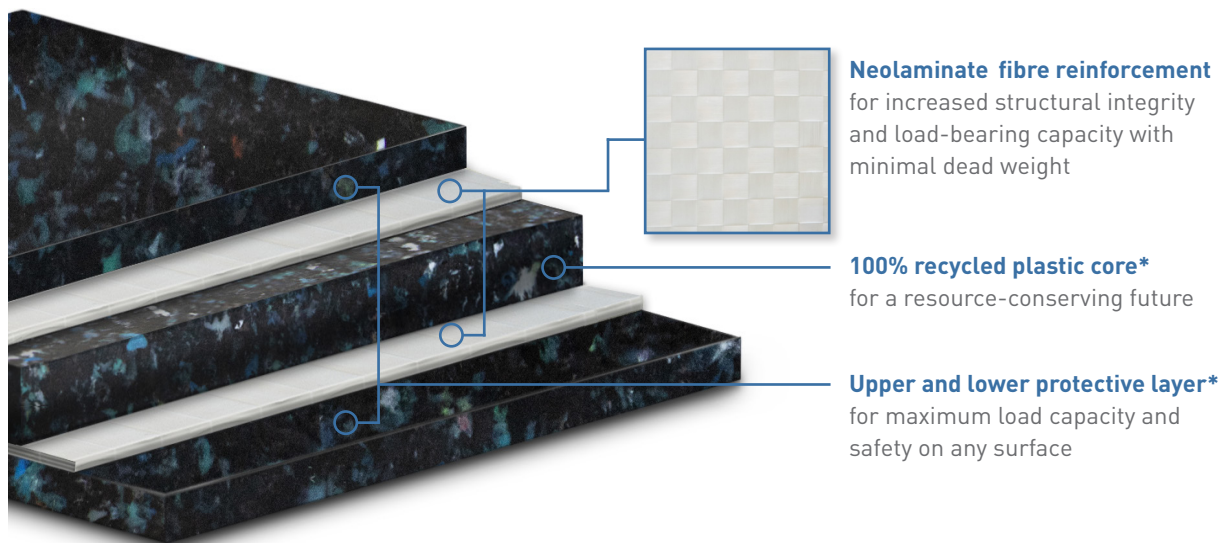 Neolaminate fibre reinforcement
for increased structural integrity
and load-bearing capacity with
minimal dead weight
100% recycled plastic core*
for a resource-conserving future
Upper and lower protective layer*
for maximum load capacity and
safety on any surface